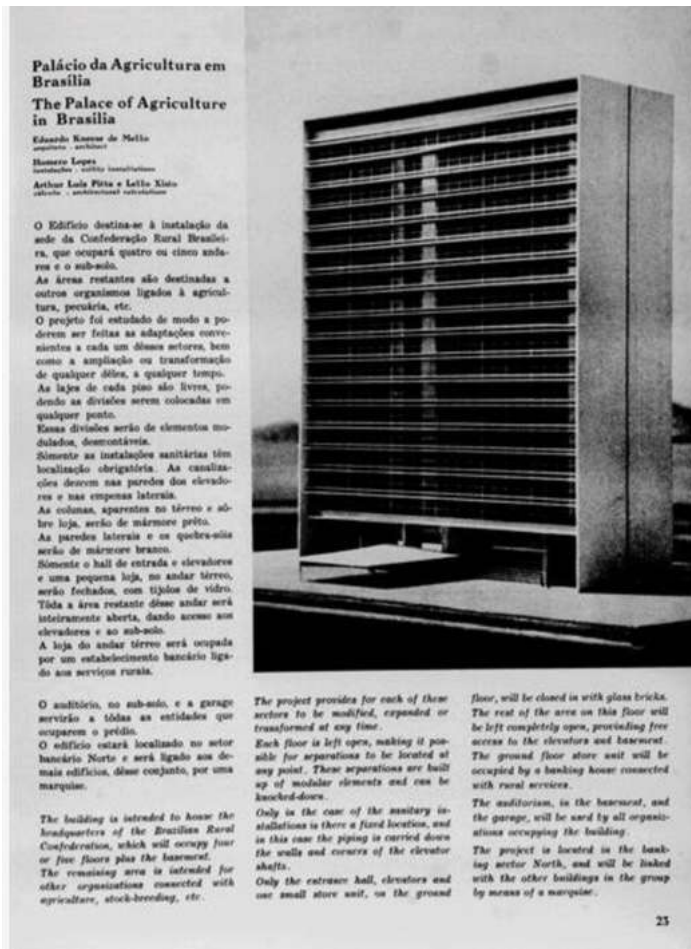 Palácio da Agricultura em
Brasília
The Palace of Agriculture
in Brasilia
Eduardo Kneese de Mello
arquiteto - architect
Homero Lopes
instalações - utility installations
Arthur Luiz Pitta e Lelio Xisto
cálculo - architectural calculations
O Edifício destina-se à instalação da
sede da Confederação Rural Brasilei-
ra, que ocupará quatro ou cinco anda-
res e o sub-solo.
As áreas restantes são destinadas a
outros organismos ligados à agricul-
tura, pecuária, etc.
O projeto foi estudado de modo a po-
derem ser feitas as adaptações conve-
nientes a cada um dêsses setores, bem
como a ampliação ou transformação
de qualquer dêles, a qualquer tempo.
As lajes de cada piso são livres, po-
dendo as divisões serem colocadas em
qualquer ponto.
Essas divisões serão de elementos mo-
dulados, desmontáveis.
Sòmente as instalações sanitárias têm
localização obrigatória. As canaliza-
ções descem nas paredes dos elevado-
res e nas empenas laterais.
As colunas, aparentes no térreo e sô-
bre loja, serão de mármore prêto.
As paredes laterais e os quebra-sóis
serão de mármore branco.
Sòmente o hall de entrada e elevadores
e uma pequena loja, no andar térreo,
serão fechados, com tijolos de vidro.
Tôda a área restante dêsse andar será
inteiramente aberta, dando acesso aos
elevadores e ao sub-solo.
A loja do andar térreo será ocupada
por um estabelecimento bancário liga-
do aos serviços rurais.
O auditório, no sub-solo, e a garage
servirão a tôdas as entidades que
ocuparem o prédio.
O edifício estará localizado no setor
bancário Norte e será ligado aos de-
mais edifícios, dêsse conjunto, por uma
marquise.
The building is intended to house the
headquarters of the Brazilian Rural
Confederation, which will occupy four
or five floors plus the basement.
The remaining area is intended for
other organizations connected with
agriculture, stock-breeding, etc.
The project provides for each of these
sectors to be modified, expanded or
transformed at any time.
Each floor is left open, making it pos-
sible for separations to be located at
any point. These separations are built
up of modular elements and can be
knocked-down.
Only in the case of the sanitary in-
stallations is there a fixed location, and
in this case the piping is carried down
the walls and corners of the elevator
shafts.
Only the entrance hall, elevators and
one small store unit, on the ground
floor, will be closed in with glass bricks.
The rest of the area on this floor will
be left completely open, providing free
access to the elevators and basement.
The ground floor store unit will be
occupied by a banking house connected
with rural services.
The auditorium, in the basement, and
the garage, will be used by all organiz-
ations occupying the building.
The project is located in the bank-
ing sector North, and will be linked
with the other buildings in the group
by means of a marquise.
23